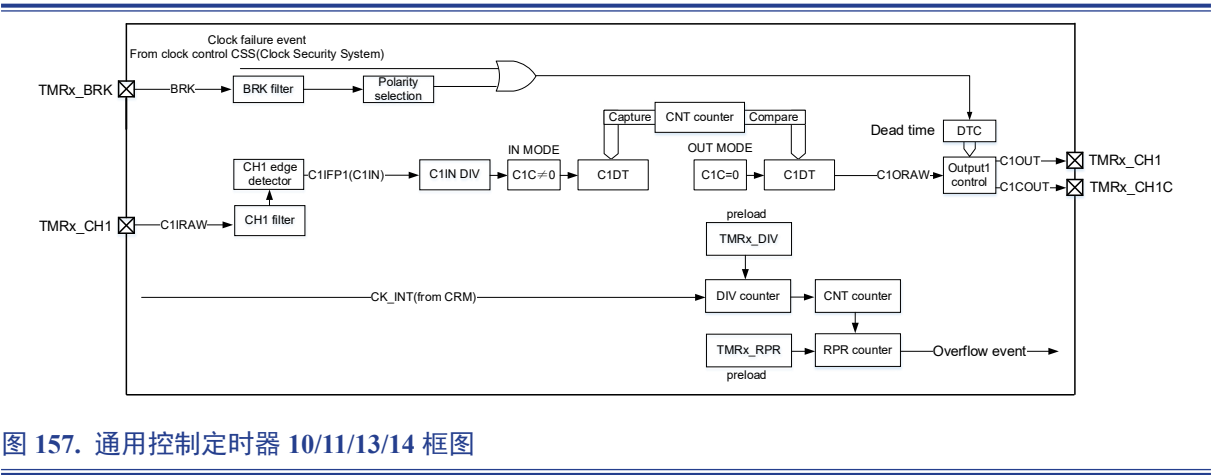 Clock failure event
From clock control CSS(Clock Security System)
TMRx_BRK
BRK
BRK filter
Polarity
selection
Capture
CNT counter
Compare
Dead time
DTC
IN MODE
OUT MODE
CH1 edge
detector
C1IFP1(C1IN)
C1IN DIV
C1C≠0
C1DT
C1C=0
C1DT
C1ORAW
Output1
control
C1OUT
TMRx_CH1
C1COUT
TMRx_CH1C
TMRx_CH1
C1IRAW
CH1 filter
preload
TMRx_DIV
CK_INT(from CRM)
DIV counter
CNT counter
TMRx_RPR
RPR counter
Overflow event
preload
图 157. 通用控制定时器 10/11/13/14 框图